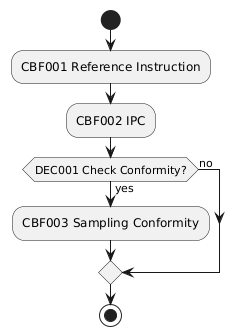 CBF001 Reference Instruction
CBF002 IPC
DEC001 Check Conformity?
no
yes
CBF003 Sampling Conformity